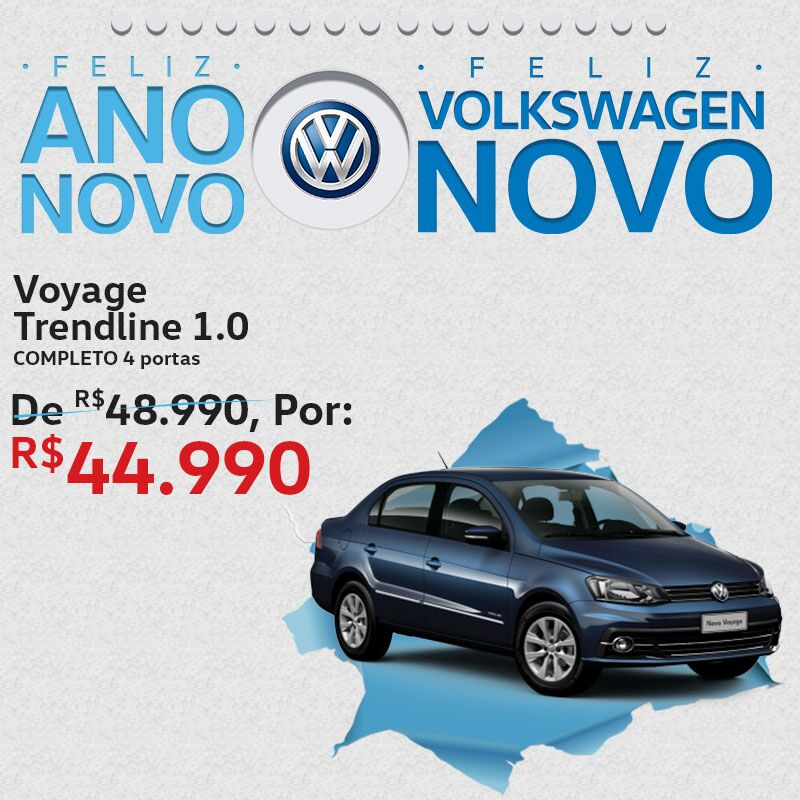 · FELIZ ·
ANO
NOVO
· FELIZ ·
VOLKSWAGEN
NOVO
Voyage
Trendline 1.0
COMPLETO 4 portas
De R$48.990, Por:
R$44.990
Novo Voyage